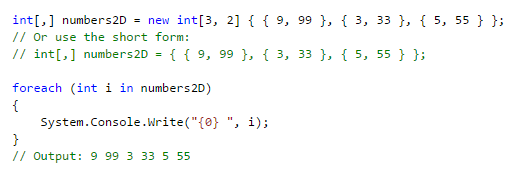 int[,] numbers2D = new int[3, 2] { { 9, 99 }, { 3, 33 }, { 5, 55 } };
// Or use the short form:
// int[,] numbers2D = { { 9, 99 }, { 3, 33 }, { 5, 55 } };
foreach (int i in numbers2D)
{
    System.Console.Write("{0} ", i);
}
// Output: 9 99 3 33 5 55